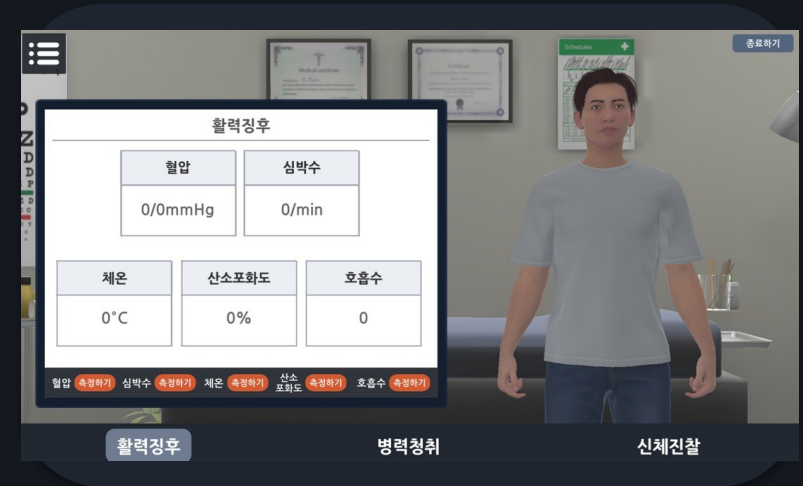 종료하기
Schedules
Medical certificate
Certificate
활력징후
혈압 심박수
0/0mmHg 0/min
체온 산소포화도 호흡수
0°C 0% 0
혈압 측정하기 심박수 측정하기 체온 측정하기 산소포화도 측정하기 호흡수 측정하기
활력징후 병력청취 신체진찰